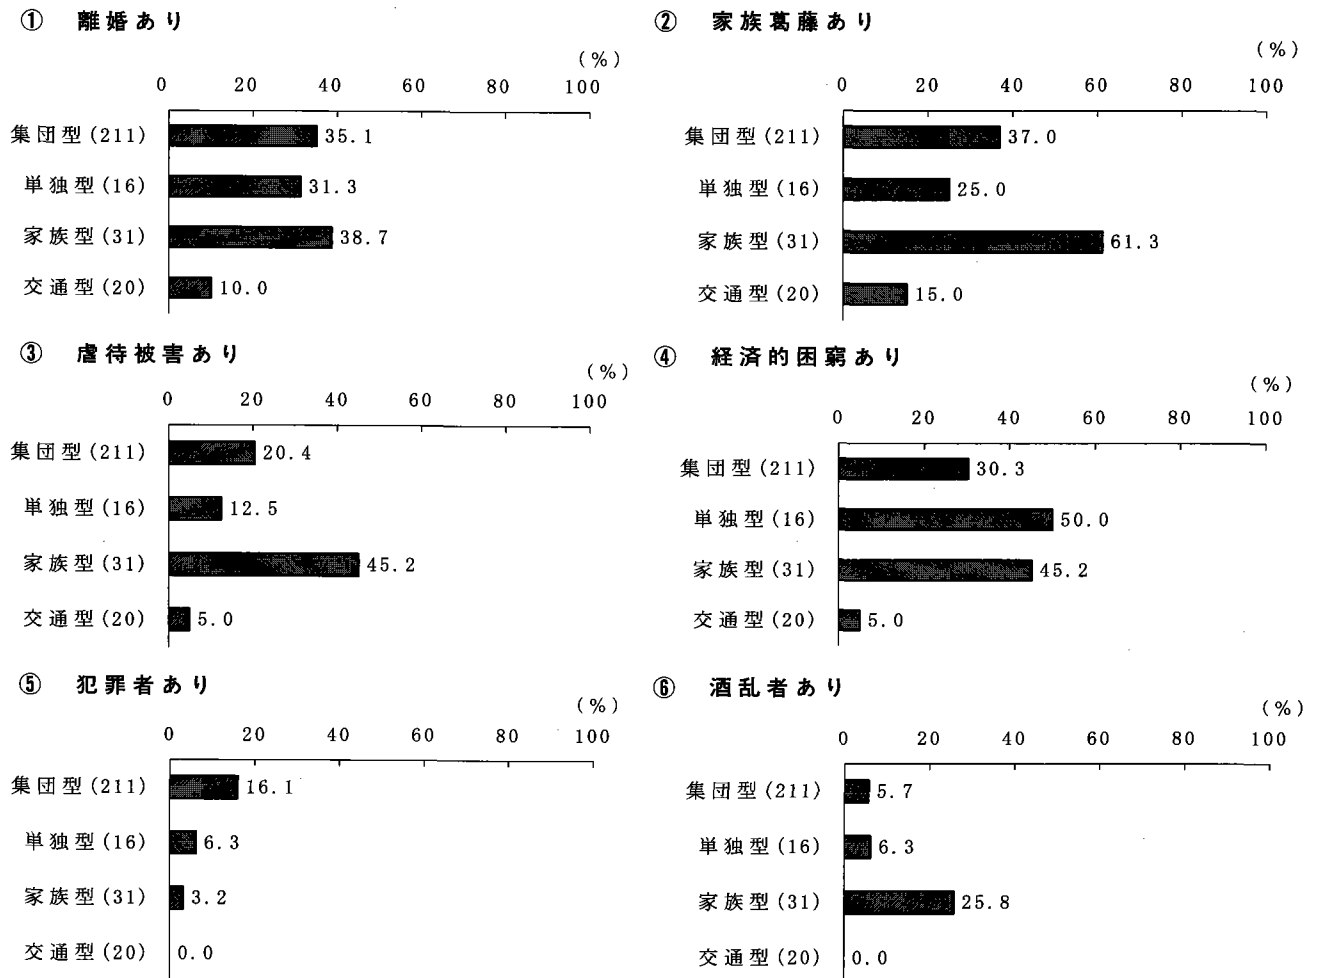 ① 離婚あり
(%)
0 20 40 60 80 100
集団型(211) 35.1
単独型(16) 31.3
家族型(31) 38.7
交通型(20) 10.0
② 家族葛藤あり
(%)
0 20 40 60 80 100
集団型(211) 37.0
単独型(16) 25.0
家族型(31) 61.3
交通型(20) 15.0
③ 虐待被害あり
(%)
0 20 40 60 80 100
集団型(211) 20.4
単独型(16) 12.5
家族型(31) 45.2
交通型(20) 5.0
④ 経済的困窮あり
(%)
0 20 40 60 80 100
集団型(211) 30.3
単独型(16) 50.0
家族型(31) 45.2
交通型(20) 5.0
⑤ 犯罪者あり
(%)
0 20 40 60 80 100
集団型(211) 16.1
単独型(16) 6.3
家族型(31) 3.2
交通型(20) 0.0
⑥ 酒乱者あり
(%)
0 20 40 60 80 100
集団型(211) 5.7
単独型(16) 6.3
家族型(31) 25.8
交通型(20) 0.0